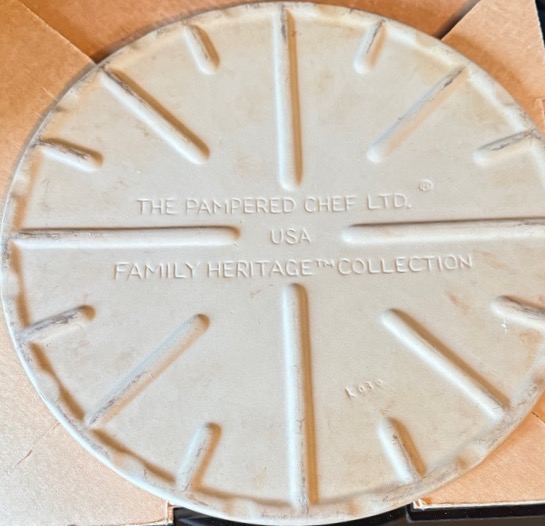 THE PAMPERED CHEF LTD.®
USA
FAMILY HERITAGE™ COLLECTION